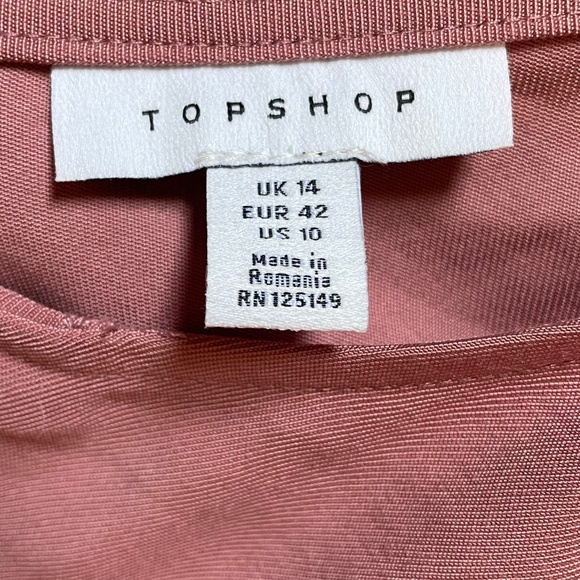 TOPSHOP
UK 14
EUR 42
US 10
Made in
Romania
RN125149